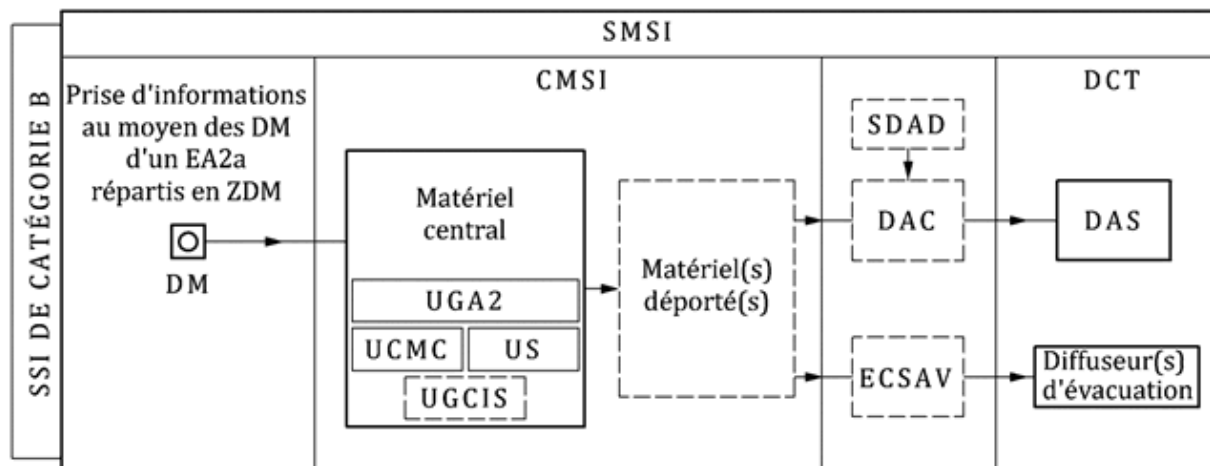 SSI DE CATÉGORIE B
SMSI
Prise d'informations
au moyen des DM
d'un EA2a
répartis en ZDM
DM
CMSI
Matériel
central
UGA2
UCMC
US
UGCIS
Matériel(s)
déporté(s)
SDAD
DAC
ECSAV
DCT
DAS
Diffuseur(s)
d'évacuation